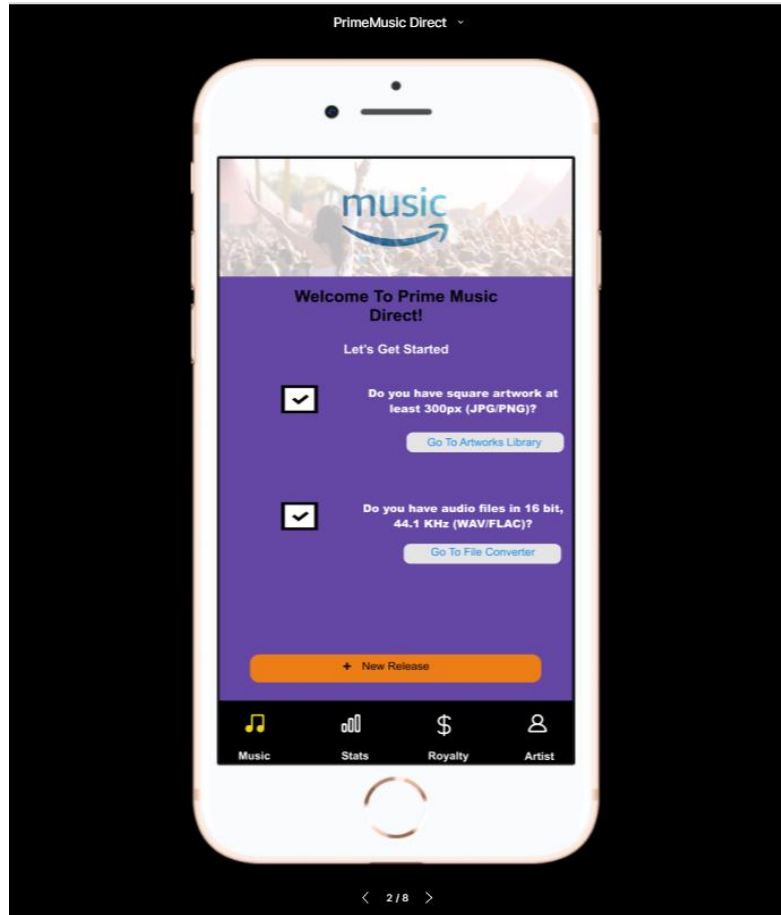 PrimeMusic Direct
music
Welcome To Prime Music
Direct!
Let's Get Started
Do you have square artwork at
least 300px (JPG/PNG)?
Go To Artworks Library
Do you have audio files in 16 bit,
44.1 KHz (WAV/FLAC)?
Go To File Converter
+ New Release
Music Stats Royalty Artist
2 / 8